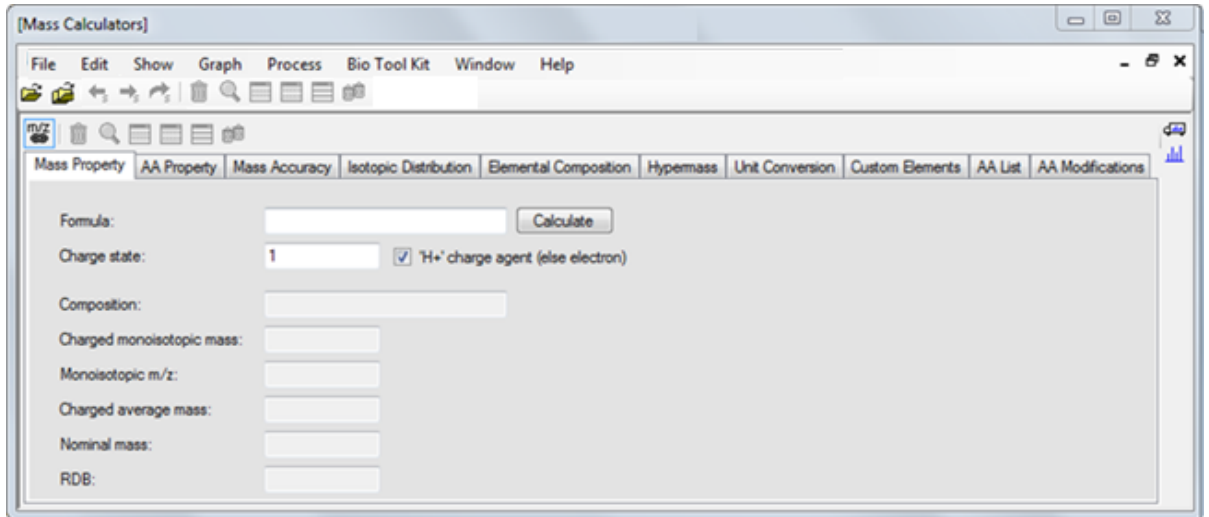 [Mass Calculators]
File Edit Show Graph Process Bio Tool Kit Window Help
m/z
Mass Property AA Property Mass Accuracy Isotopic Distribution Elemental Composition Hypermass Unit Conversion Custom Elements AA List AA Modifications
Formula: Calculate
Charge state: 1 'H+' charge agent (else electron)
Composition:
Charged monoisotopic mass:
Monoisotopic m/z:
Charged average mass:
Nominal mass:
RDB: